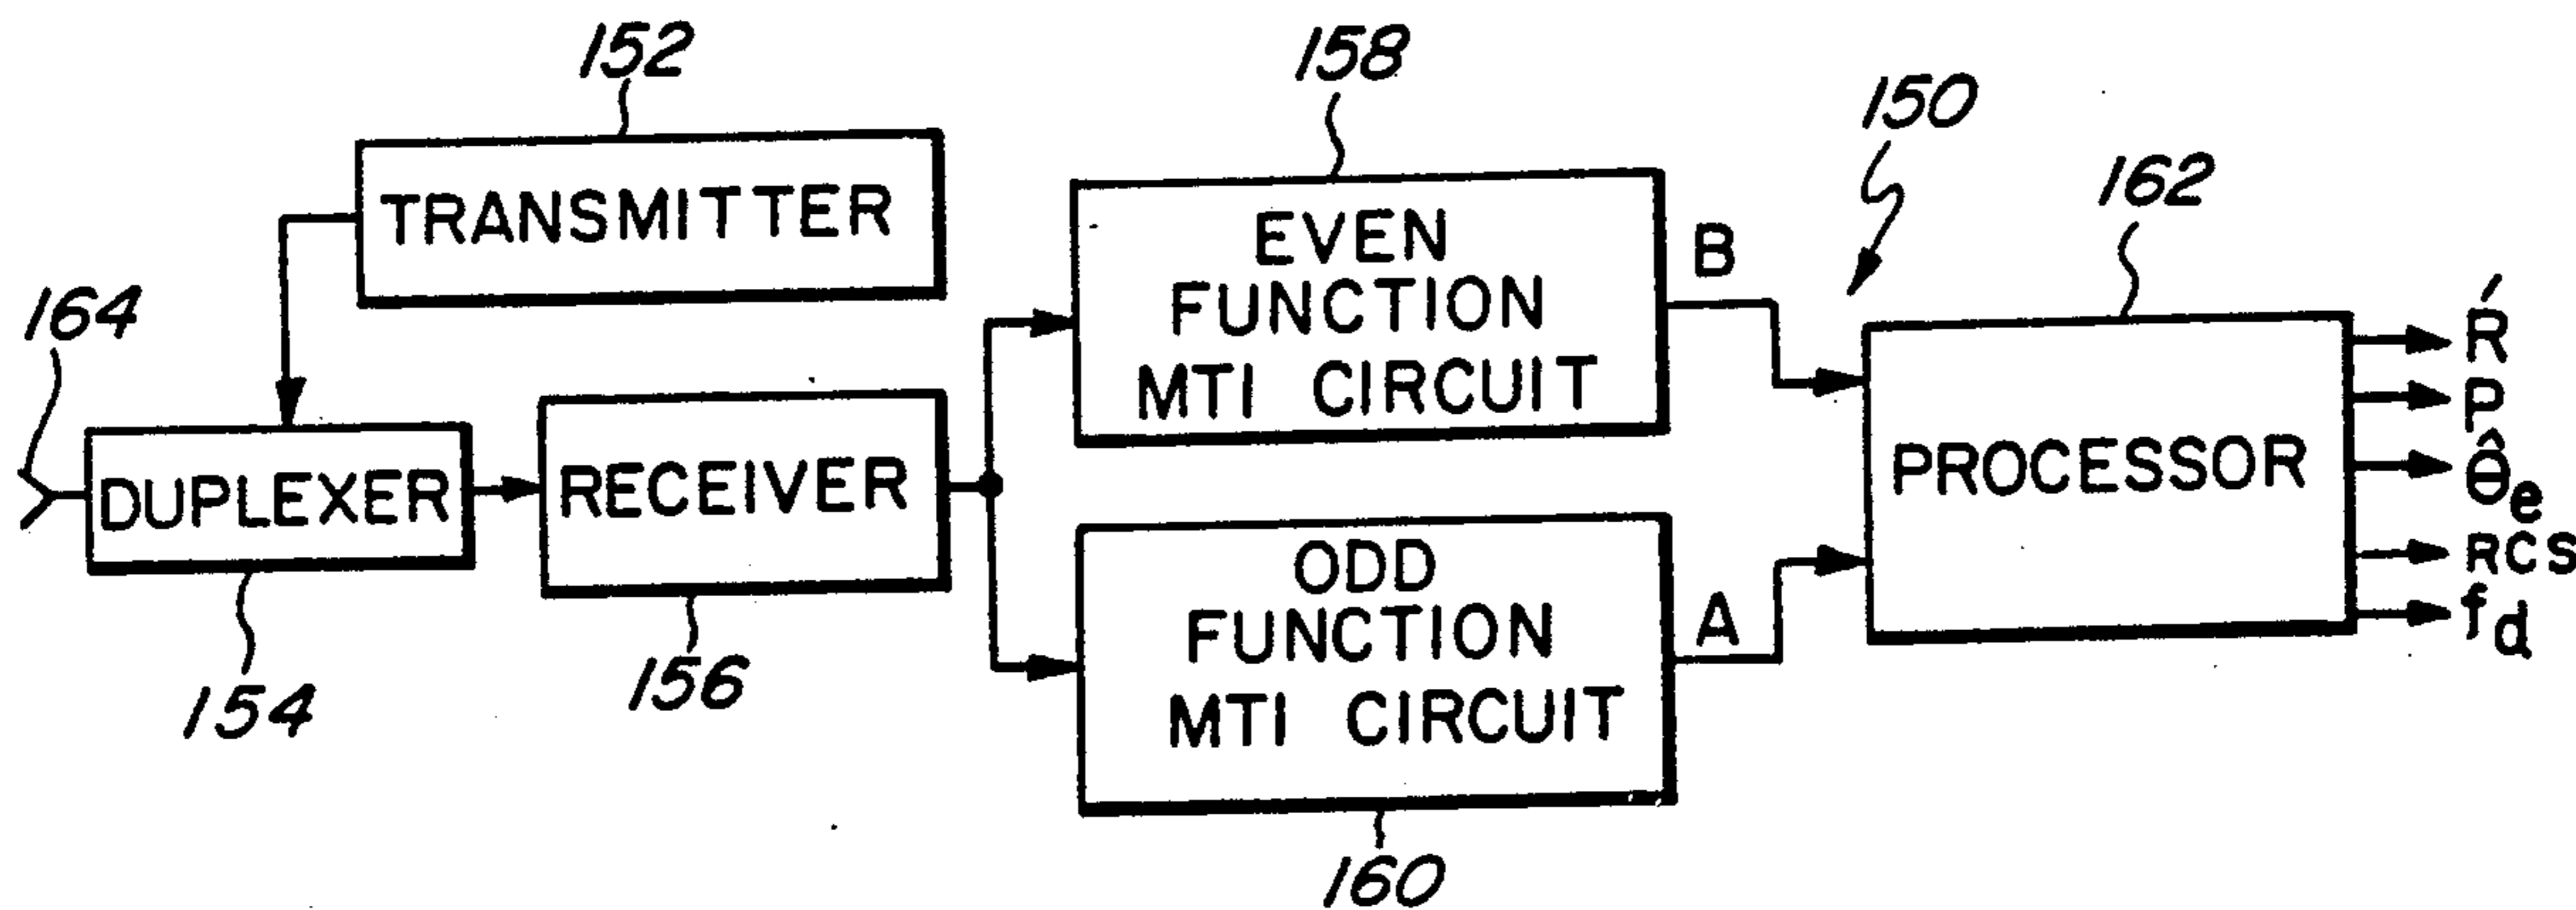 152
158
150
162
164
TRANSMITTER
EVEN
FUNCTION
MTI CIRCUIT
B
DUPLEXER
RECEIVER
PROCESSOR
Ŕ
P
θ̂e
RCS
fd
ODD
FUNCTION
MTI CIRCUIT
A
154
156
160